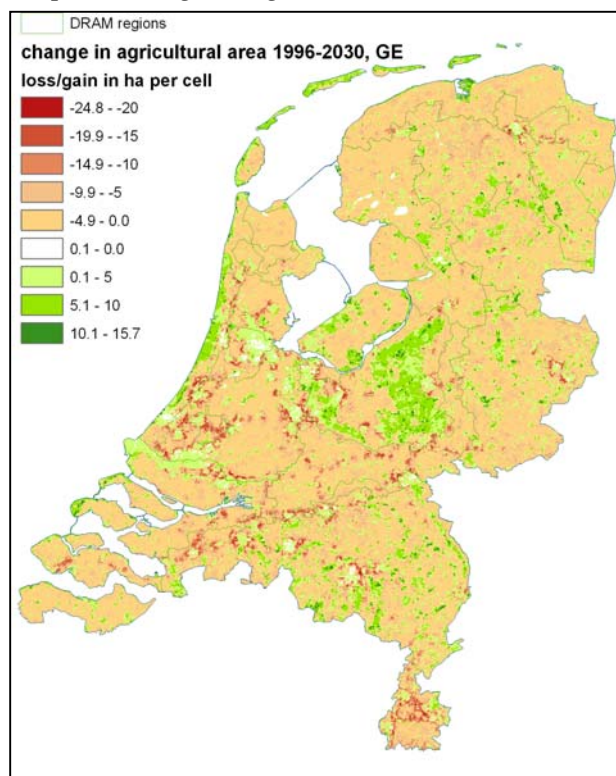 DRAM regions
change in agricultural area 1996-2030, GE
loss/gain in ha per cell
-24.8 - -20
-19.9 - -15
-14.9 - -10
-9.9 - -5
-4.9 - 0.0
0.1 - 0.0
0.1 - 5
5.1 - 10
10.1 - 15.7